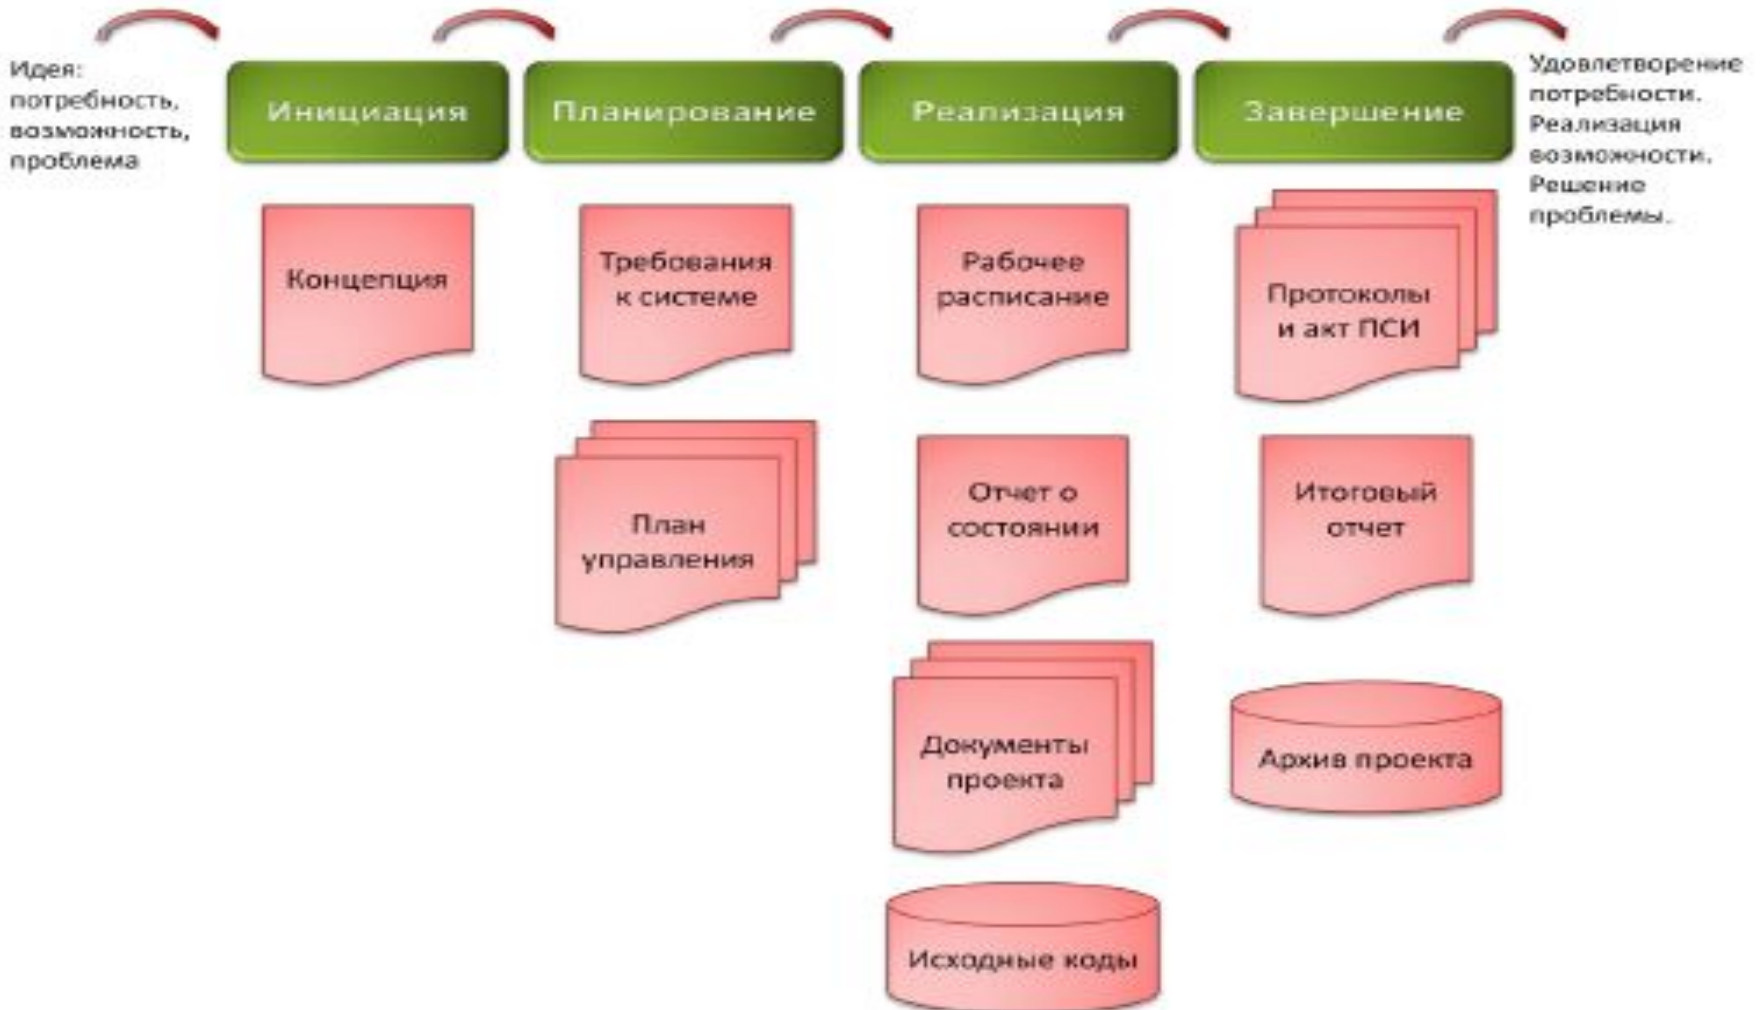 Идея:
потребность,
возможность,
проблема
Инициация
Планирование
Реализация
Завершение
Удовлетворение
потребности.
Реализация
возможности.
Решение
проблемы.
Концепция
Требования
к системе
Рабочее
расписание
Протоколы
и акт ПСИ
План
управления
Отчет о
состоянии
Итоговый
отчет
Документы
проекта
Архив проекта
Исходные коды